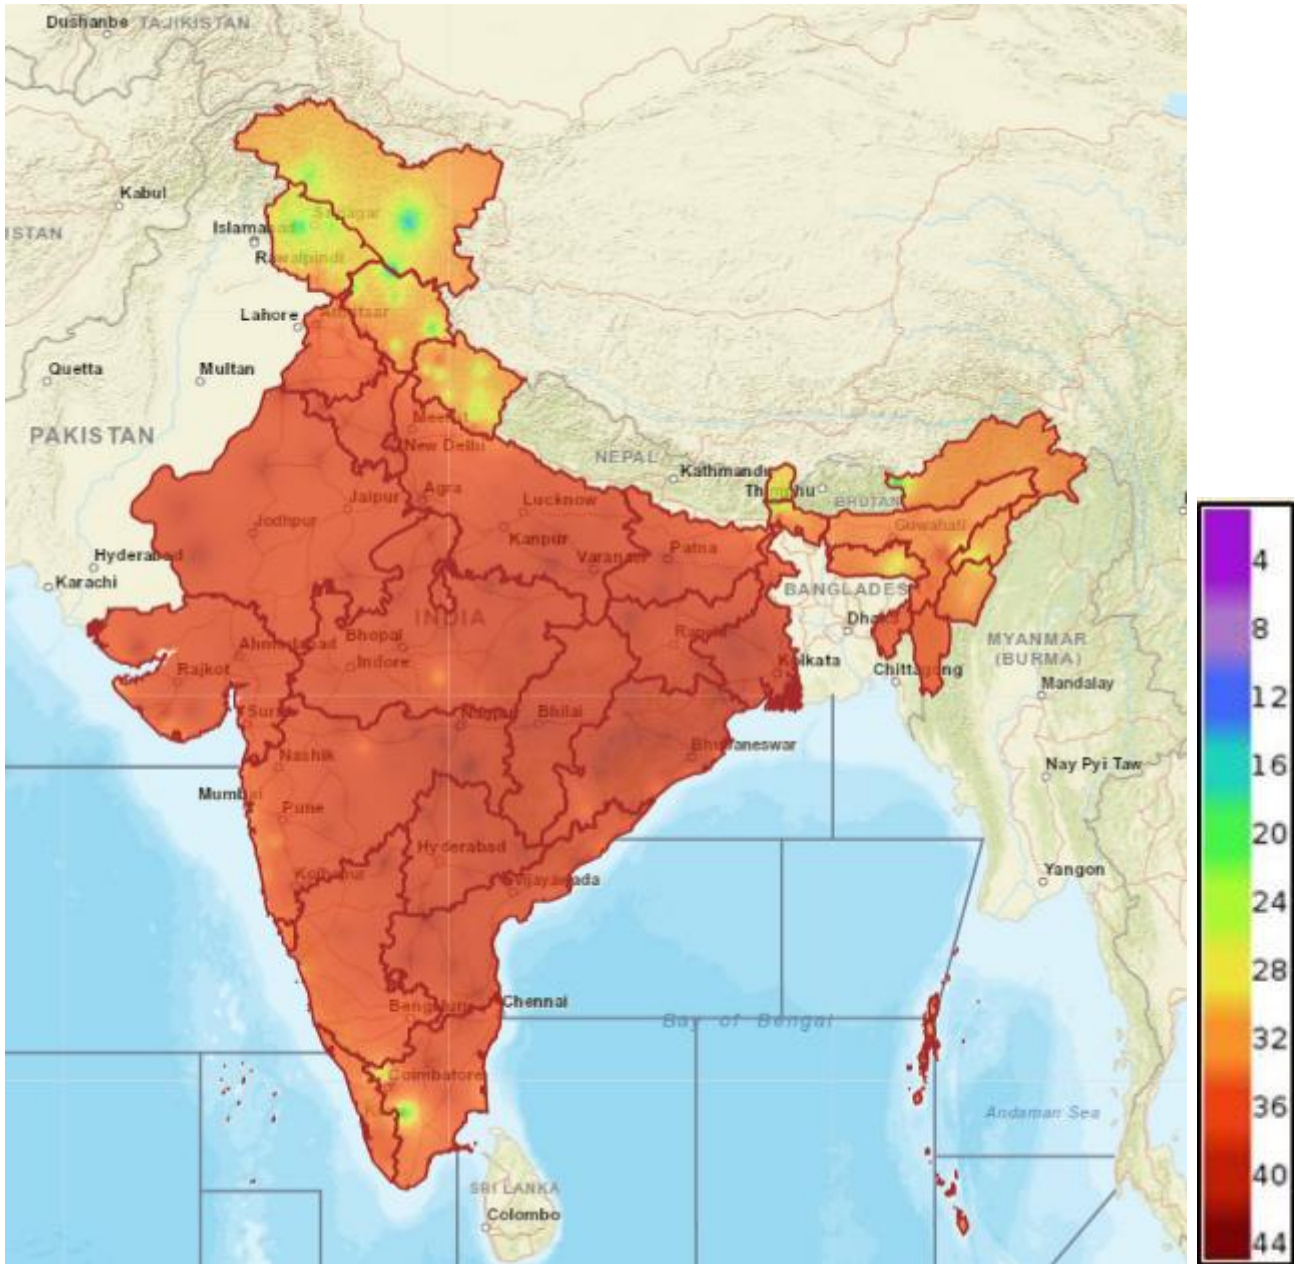 Dushanbe
TAJIKISTAN
Kabul
Srinagar
Islamabad
ISTAN
Rawalpindi
Lahore
Amritsar
Quetta
Multan
Meerut
PAKISTAN
New Delhi
NEPAL
Kathmandu
Thimphu
BHUTAN
Agra
Jaipur
Lucknow
Jodhpur
Guwahati
Kanpur
Patna
Varanasi
Hyderabad
Karachi
BANGLADES
INDIA
Dhaka
Bhopal
Ahmedabad
Ranchi
MYANMAR
(BURMA)
Indore
Kolkata
Rajkot
Chittagong
Mandalay
Surat
Nagpur
Bhilai
Bhubaneswar
Nashik
Nay Pyi Taw
Mumbai
Pune
Hyderabad
Kolhapur
Vijayawada
Yangon
Bengaluru
Chennai
Bay of Bengal
Coimbatore
Andaman Sea
SRI LANKA
Colombo
4
8
12
16
20
24
28
32
36
40
44